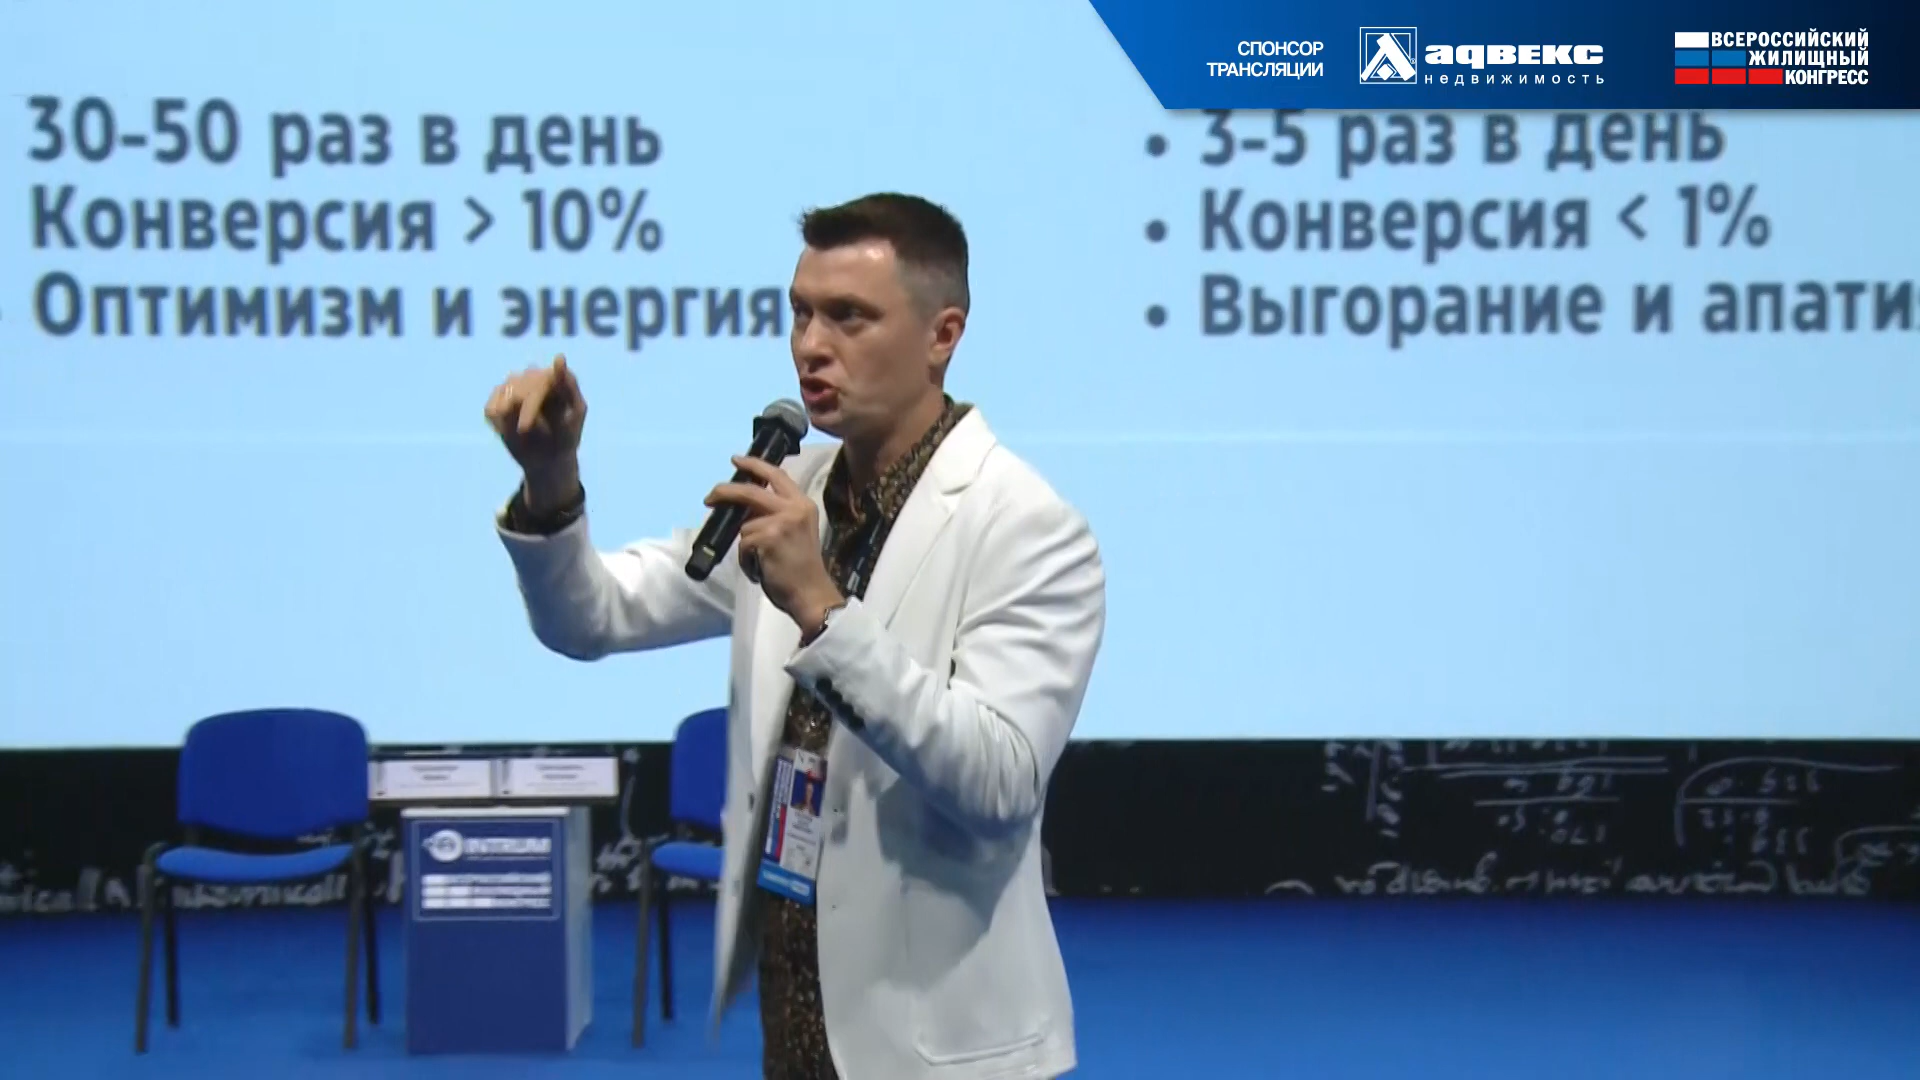 СПОНСОР
ТРАНСЛЯЦИИ
адвекс
недвижимость
ВСЕРОССИЙСКИЙ
ЖИЛИЩНЫЙ
КОНГРЕСС
30-50 раз в день
Конверсия > 10%
Оптимизм и энергия
• 3-5 раз в день
• Конверсия < 1%
• Выгорание и апати